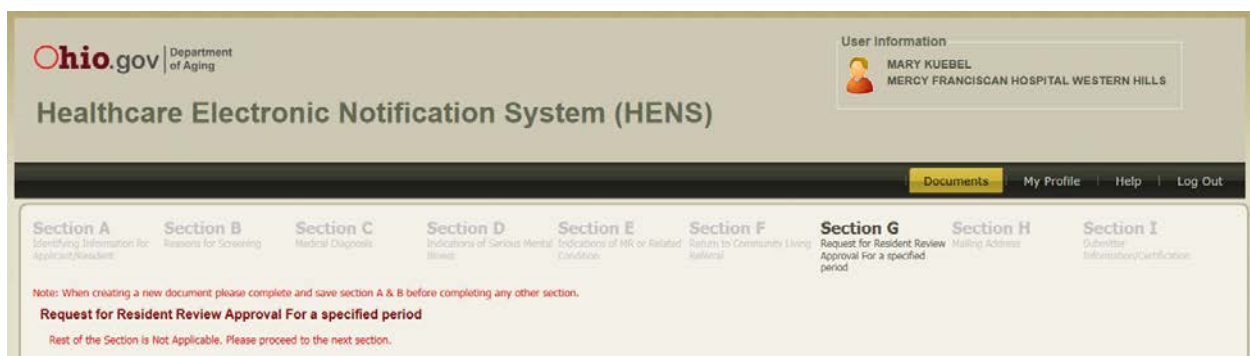 User Information
Ohio.gov Department of Aging
MARY KUEBEL
MERCY FRANCISCAN HOSPITAL WESTERN HILLS
Healthcare Electronic Notification System (HENS)
Documents My Profile Help Log Out
Section A
Identifying Information for
Applicant/Resident
Section B
Reasons for Screening
Section C
Medical Diagnosis
Section D
Indications of Serious Mental
Illness
Section E
Indications of MR or Related
Condition
Section F
Return to Community Living
Referral
Section G
Request for Resident Review
Approval For a specified
period
Section H
Mailing Address
Section I
Submitter
Information/Certification
Note: When creating a new document please complete and save section A & B before completing any other section.
Request for Resident Review Approval For a specified period
Rest of the Section is Not Applicable. Please proceed to the next section.